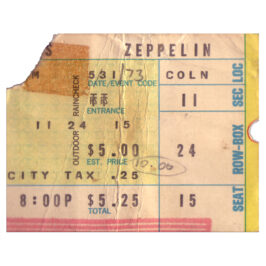 S ZEPPELIN
M 531/73 COLN
DATE/EVENT CODE
ENTRANCE 11
11 24 15
$5.00 24
EST. PRICE 10.00
CITY TAX .25
8:00P $5.25 15
TOTAL
OUTDOOR RAINCHECK
SEAT ROW-BOX SEC LOC